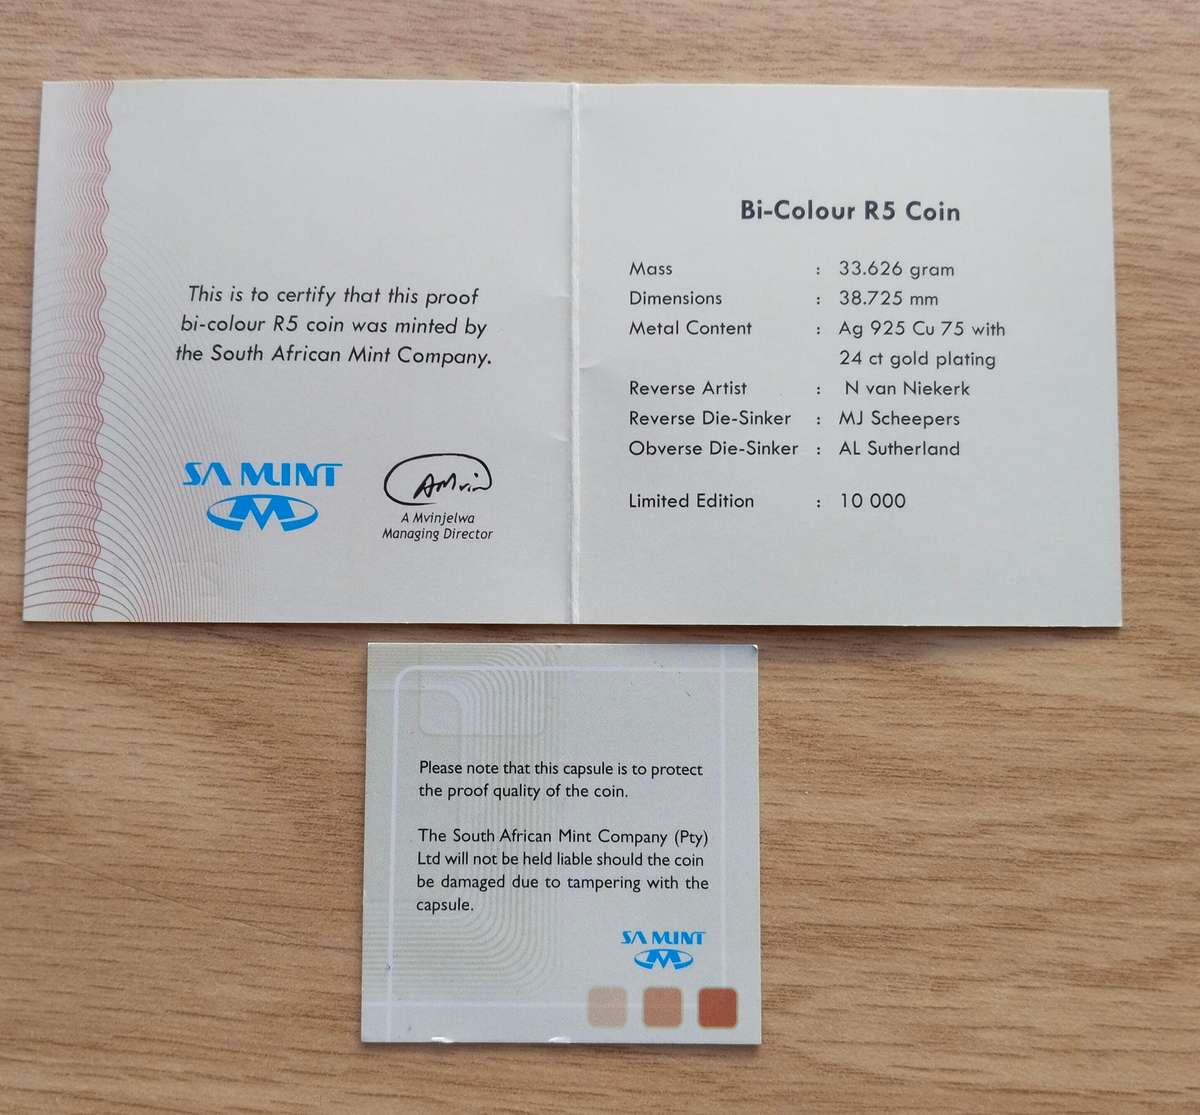 This is to certify that this proof
bi-colour R5 coin was minted by
the South African Mint Company.
SA MINT
AMvin
A Mvinjelwa
Managing Director
Bi-Colour R5 Coin
Mass : 33.626 gram
Dimensions : 38.725 mm
Metal Content : Ag 925 Cu 75 with
24 ct gold plating
Reverse Artist : N van Niekerk
Reverse Die-Sinker : MJ Scheepers
Obverse Die-Sinker : AL Sutherland
Limited Edition : 10 000
Please note that this capsule is to protect
the proof quality of the coin.
The South African Mint Company (Pty)
Ltd will not be held liable should the coin
be damaged due to tampering with the
capsule.
SA MINT